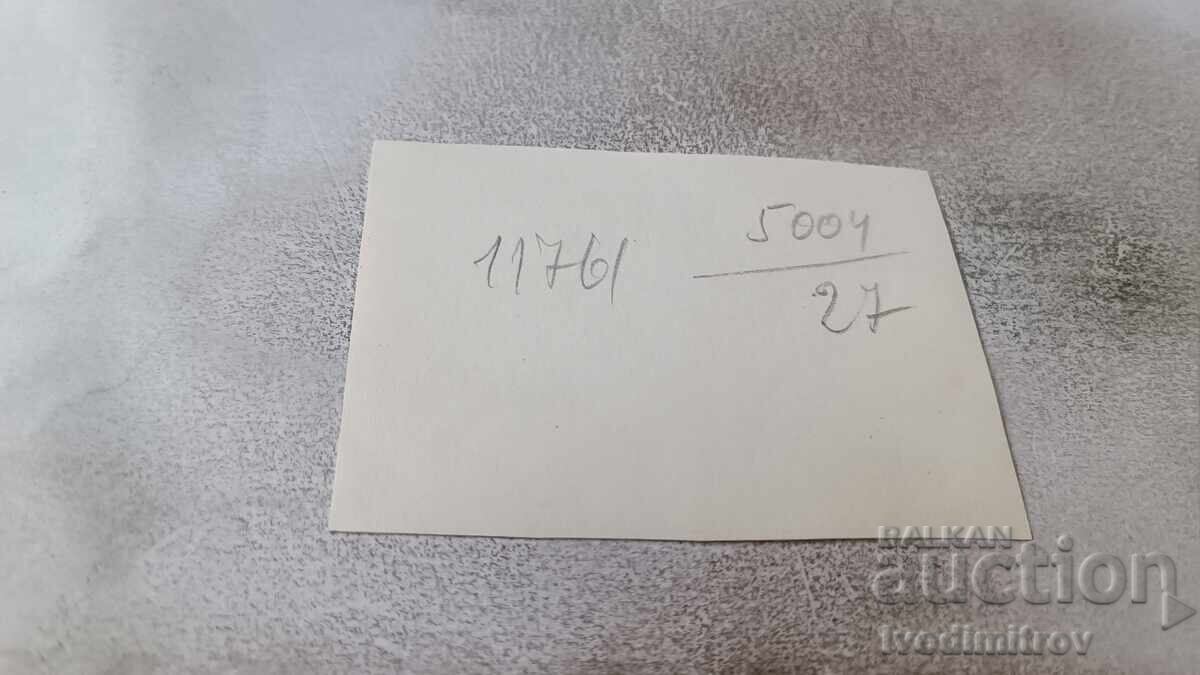 11761
5004
27
BALKAN
auction
ivodimitrov